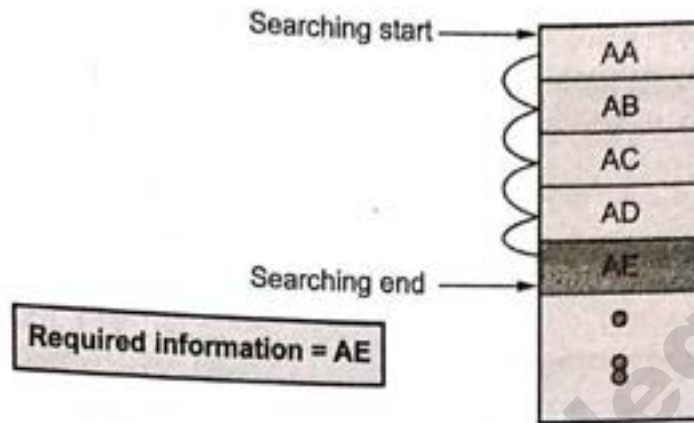 Searching start
AA
AB
AC
AD
AE
Searching end
Required information = AE